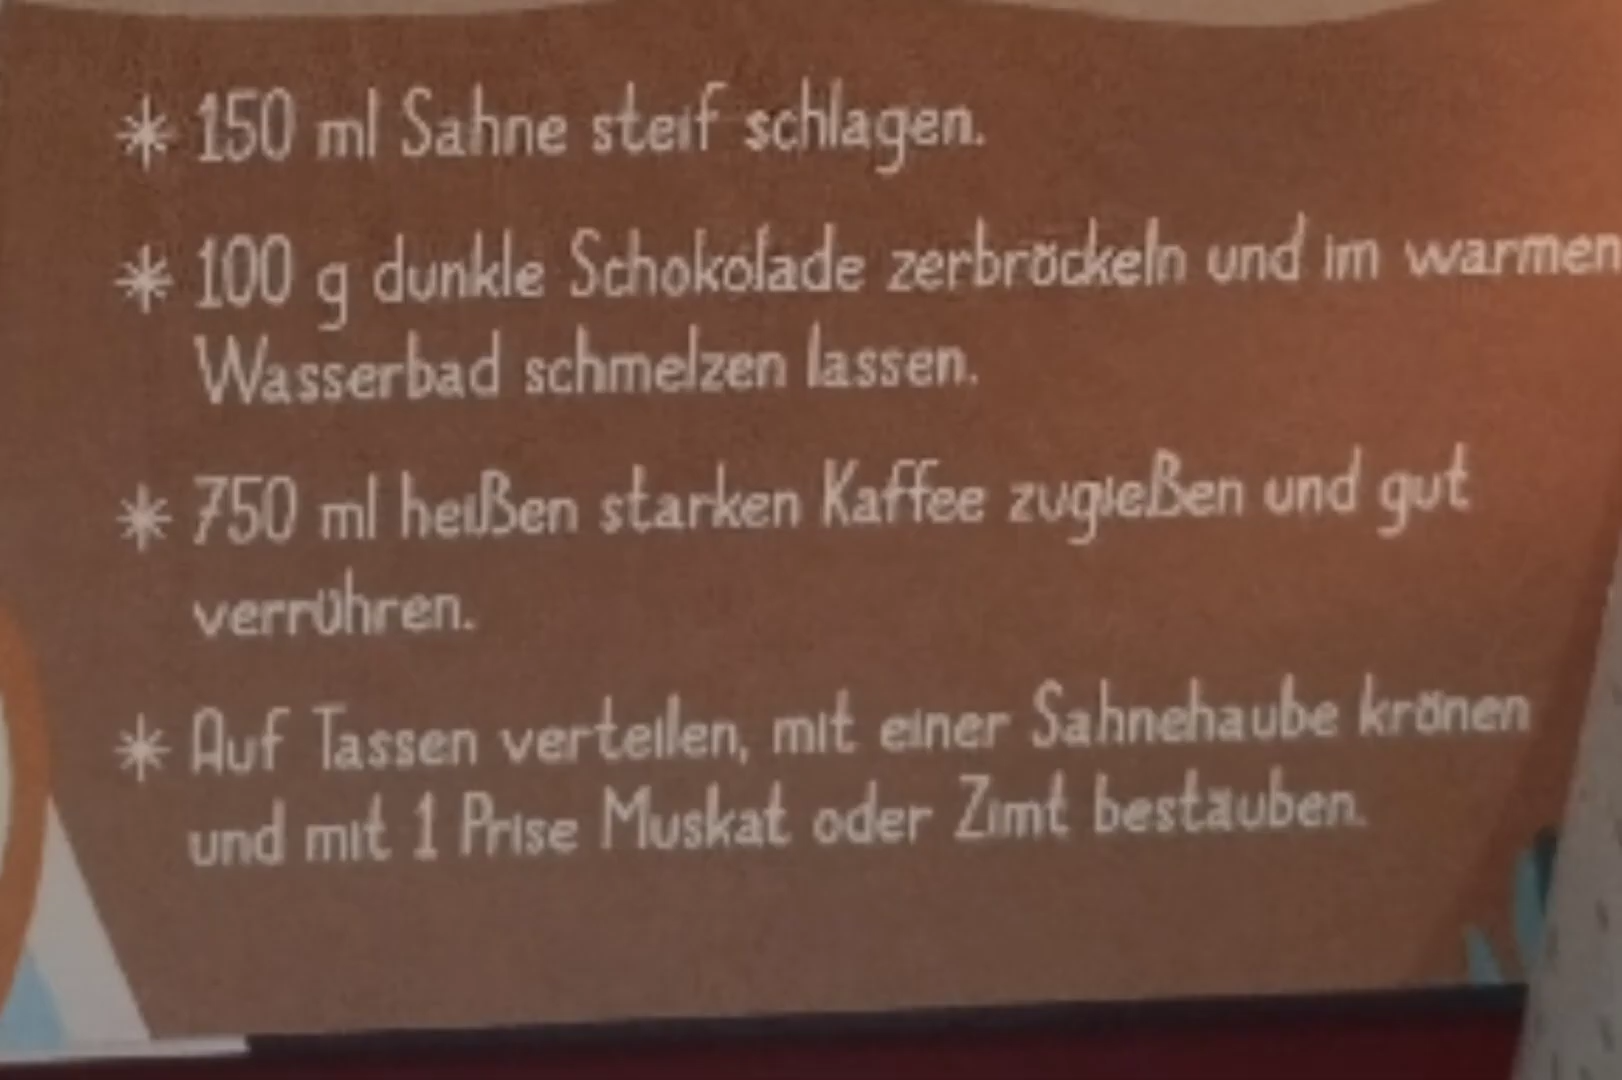 * 150 ml Sahne steif schlagen.
* 100 g dunkle Schokolade zerbröckeln und im warmen
Wasserbad schmelzen lassen.
* 750 ml heißen starken Kaffee zugießen und gut
verrühren.
* Auf Tassen verteilen, mit einer Sahnehaube krönen
und mit 1 Prise Muskat oder Zimt bestäuben.